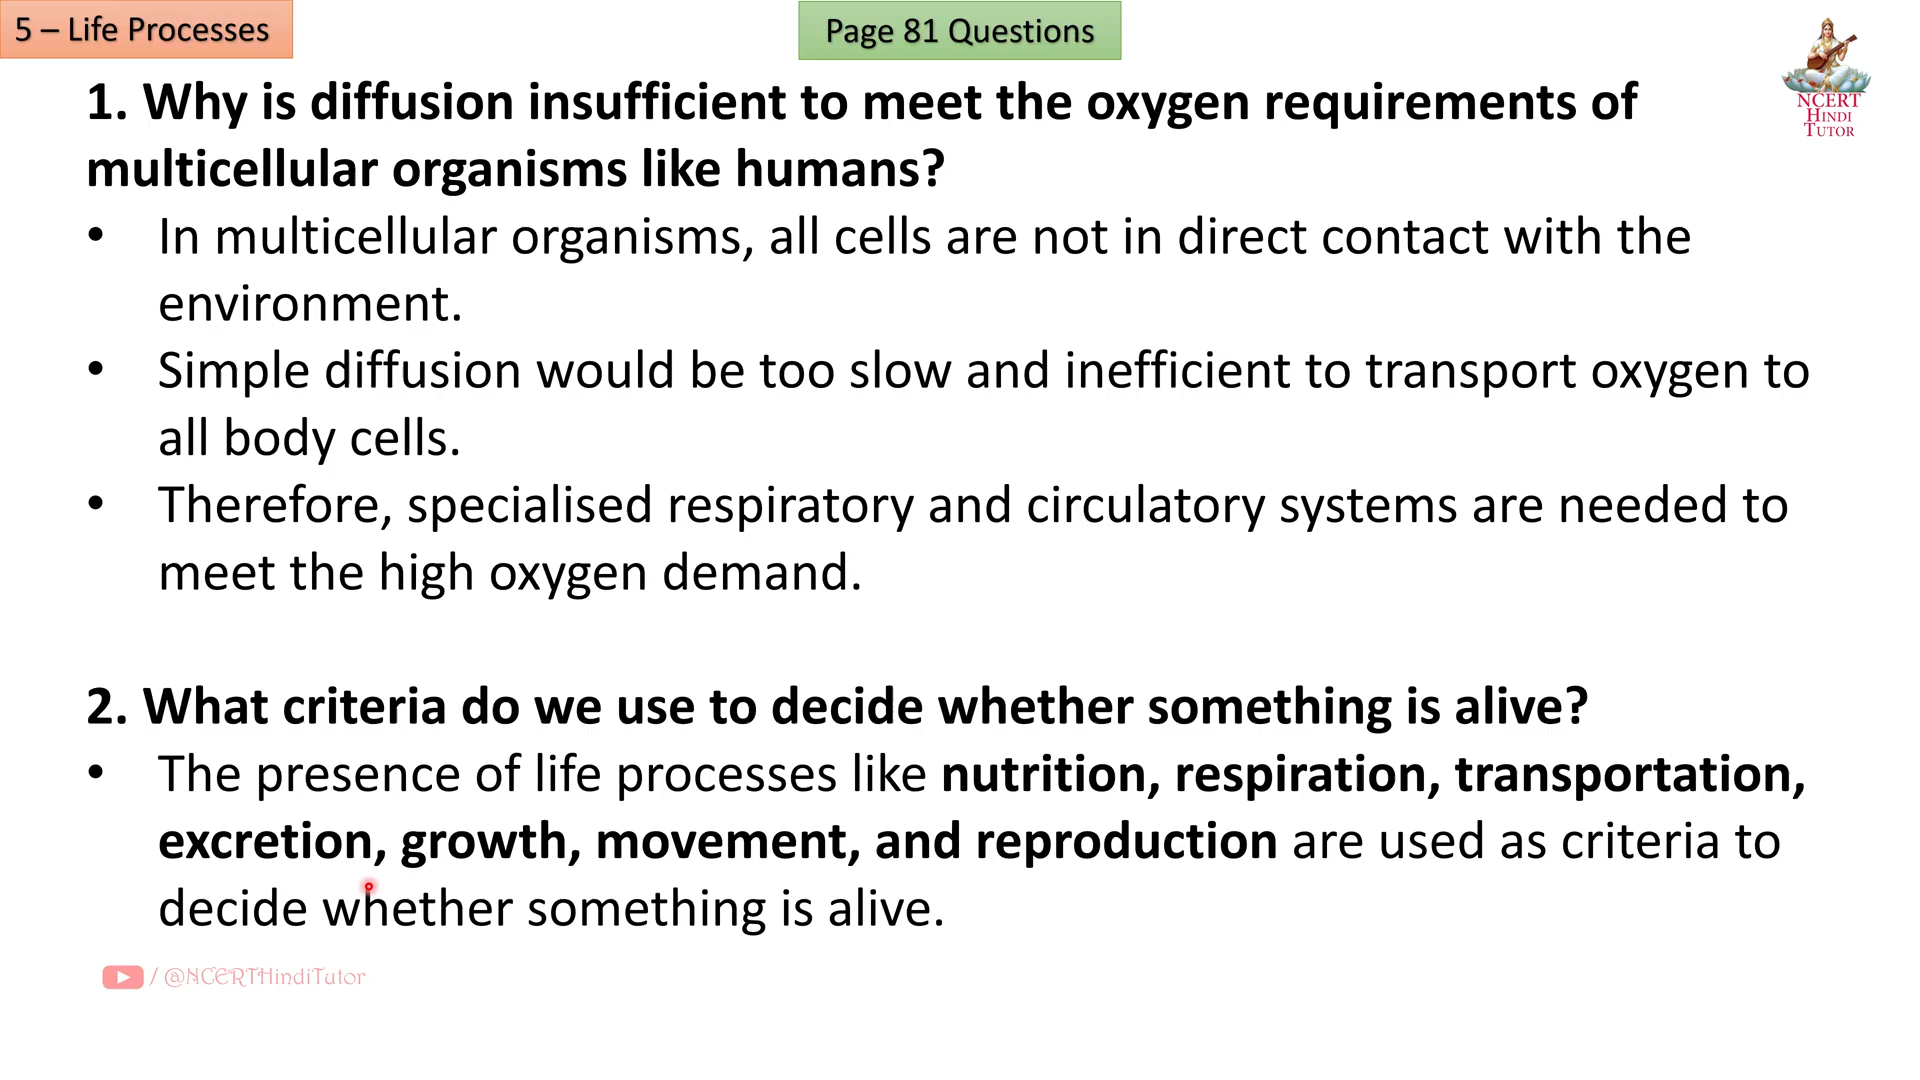 5 – Life Processes
Page 81 Questions
NCERT
HINDI
TUTOR
1. Why is diffusion insufficient to meet the oxygen requirements of
multicellular organisms like humans?
• In multicellular organisms, all cells are not in direct contact with the
environment.
• Simple diffusion would be too slow and inefficient to transport oxygen to
all body cells.
• Therefore, specialised respiratory and circulatory systems are needed to
meet the high oxygen demand.
2. What criteria do we use to decide whether something is alive?
• The presence of life processes like nutrition, respiration, transportation,
excretion, growth, movement, and reproduction are used as criteria to
decide whether something is alive.
/ @NCERTHindiTutor